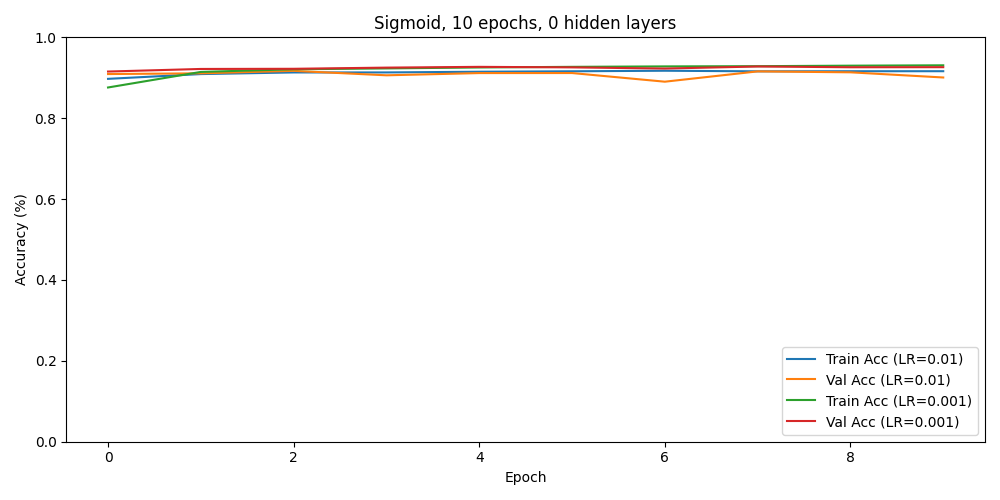 Sigmoid, 10 epochs, 0 hidden layers
1.0
0.8
0.6
0.4
0.2
0.0
Accuracy (%)
0 2 4 6 8
Epoch
Train Acc (LR=0.01)
Val Acc (LR=0.01)
Train Acc (LR=0.001)
Val Acc (LR=0.001)